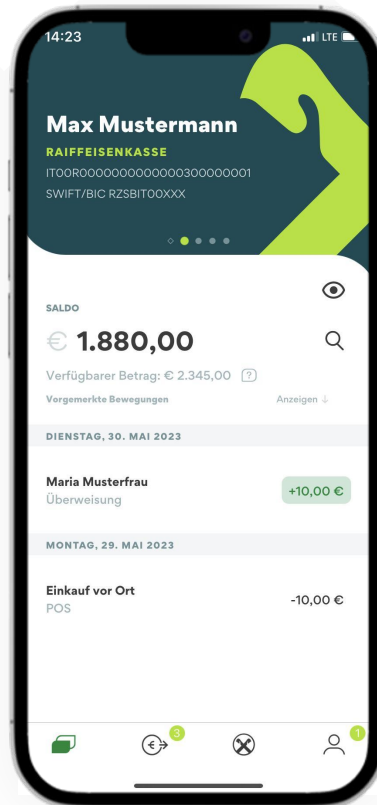 14:23 LTE
Max Mustermann
RAIFFEISENKASSE
IT00R0000000000000300000001
SWIFT/BIC RZSBIT00XXX
SALDO
€ 1.880,00
Verfügbarer Betrag: € 2.345,00 ?
Vorgemerkte Bewegungen Anzeigen ↓
DIENSTAG, 30. MAI 2023
Maria Musterfrau
+10,00 €
Überweisung
MONTAG, 29. MAI 2023
Einkauf vor Ort
-10,00 €
POS
€ 3 1